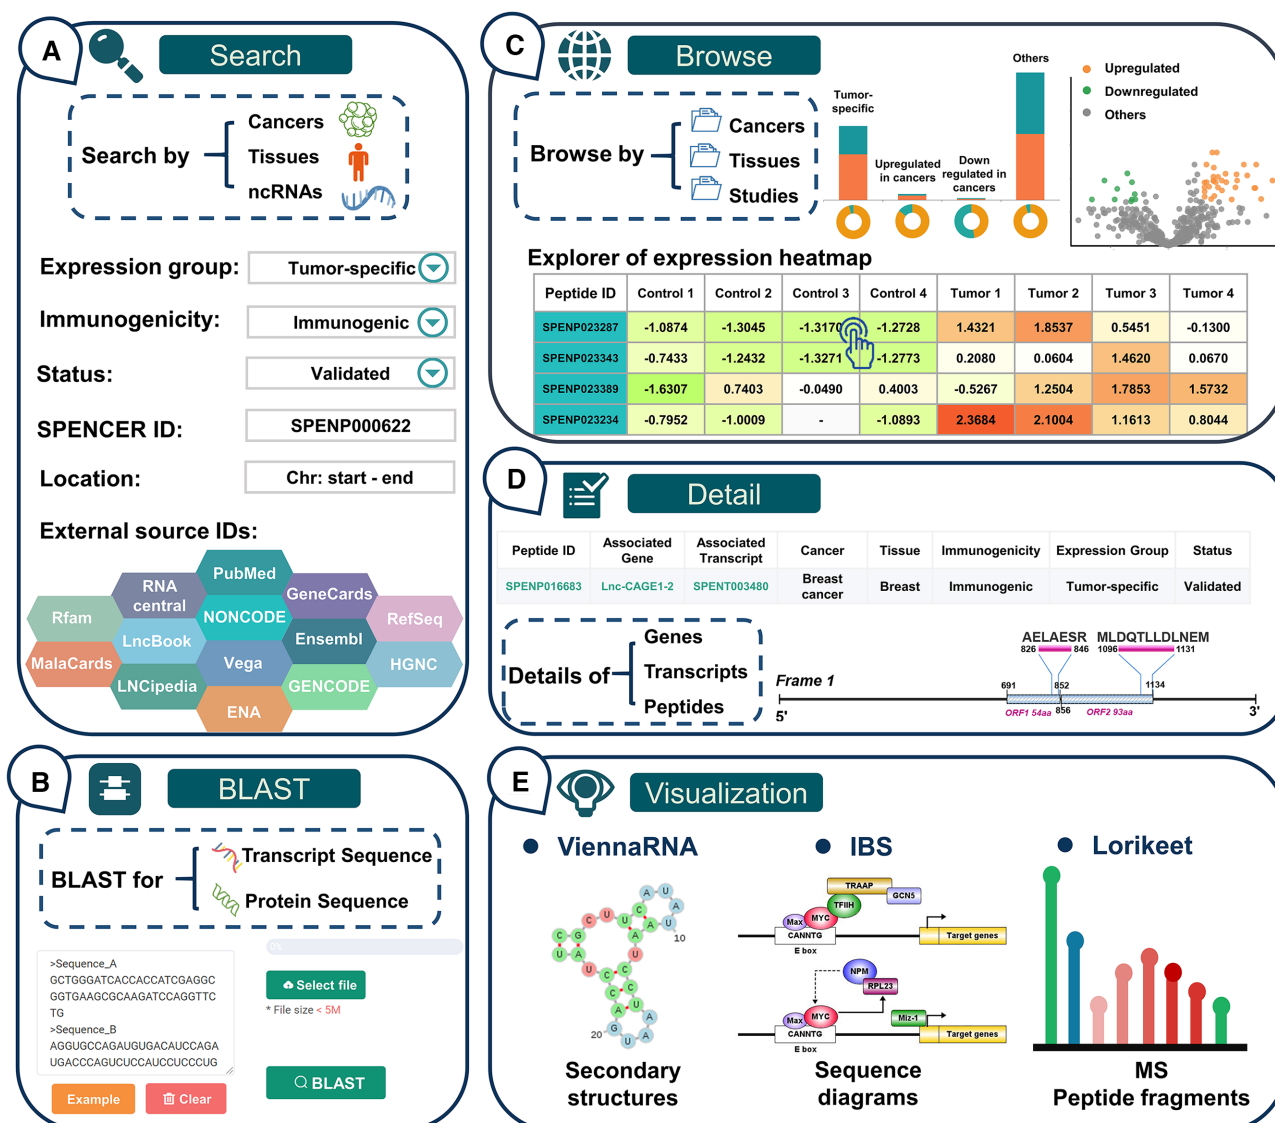 A
Search
Search by
Cancers
Tissues
ncRNAs
Expression group:
Tumor-specific
Immunogenicity:
Immunogenic
Status:
Validated
SPENCER ID:
SPENP000622
Location:
Chr: start - end
External source IDs:
PubMed
RNA
central
GeneCards
Rfam
NONCODE
RefSeq
LncBook
Ensembl
MalaCards
Vega
HGNC
LNCipedia
GENCODE
ENA
B
BLAST
BLAST for
Transcript Sequence
Protein Sequence
0%
>Sequence_A
GCTGGGATCACCACCATCGAGGC
GGTGAAGCGCAAGATCCAGGTTC
TG
>Sequence_B
AGGUGCCAGAUGUGACAUCCAGA
UGACCCAGUCUCCAUCCUCCCUG
Select file
* File size < 5M
Example
Clear
BLAST
C
Browse
Browse by
Cancers
Tissues
Studies
Tumor-
specific
Upregulated
in cancers
Down
regulated in
cancers
Others
Upregulated
Downregulated
Others
Explorer of expression heatmap
Peptide ID Control 1 Control 2 Control 3 Control 4 Tumor 1 Tumor 2 Tumor 3 Tumor 4
SPENP023287 -1.0874 -1.3045 -1.3170 -1.2728 1.4321 1.8537 0.5451 -0.1300
SPENP023343 -0.7433 -1.2432 -1.3271 -1.2773 0.2080 0.0604 1.4620 0.0670
SPENP023389 -1.6307 0.7403 -0.0490 0.4003 -0.5267 1.2504 1.7853 1.5732
SPENP023234 -0.7952 -1.0009 - -1.0893 2.3684 2.1004 1.1613 0.8044
D
Detail
Peptide ID Associated Gene Associated Transcript Cancer Tissue Immunogenicity Expression Group Status
SPENP016683 Lnc-CAGE1-2 SPENT003480 Breast cancer Breast Immunogenic Tumor-specific Validated
Details of
Genes
Transcripts
Peptides
AELAESR MLDQTLLDLNEM
826 846 1096 1131
Frame 1
691 852 1134
5' 3'
ORF1 54aa 856 ORF2 93aa
E
Visualization
ViennaRNA
C G C U U C A U A U A A U C C U A A U G A G C C U A U G
10
20
Secondary
structures
IBS
TRAAP
GCN5
TFIIH
Max MYC
CANNTG
Target genes
E box
NPM
RPL23
Max MYC
Miz-1
CANNTG
Target genes
E box
Sequence
diagrams
Lorikeet
MS
Peptide fragments